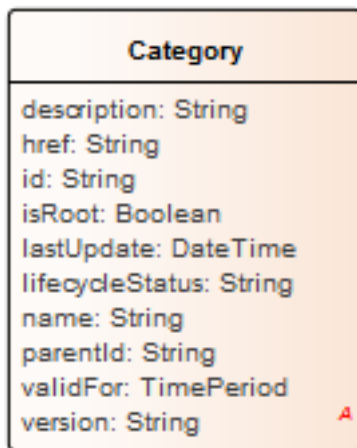 Category
description: String
href: String
id: String
isRoot: Boolean
lastUpdate: DateTime
lifecycleStatus: String
name: String
parentId: String
validFor: TimePeriod
version: String
A